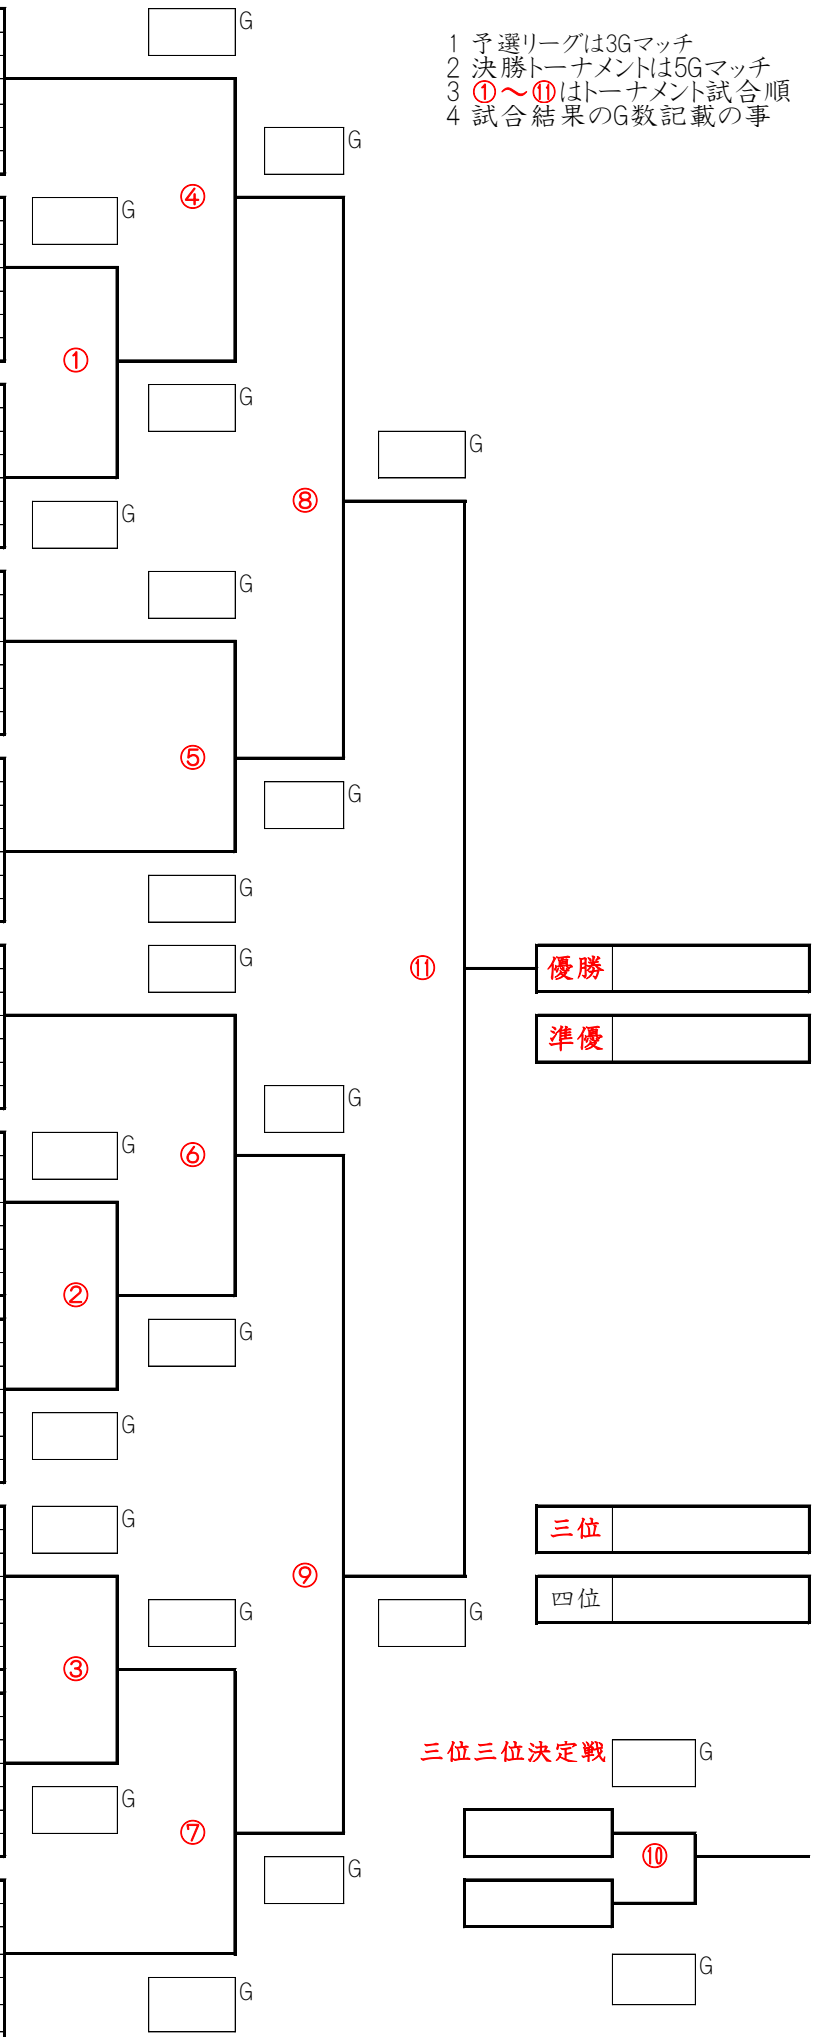 G
1 予選リーグは3Gマッチ
2 決勝トーナメントは5Gマッチ
3 ①～⑪はトーナメント試合順
4 試合結果のG数記載の事
G
④
G
①
G
G
⑧
G
G
⑤
G
G
G
⑪
優勝
準優
G
G
⑥
②
G
G
G
三位
⑨
四位
G
G
③
三位三位決定戦
G
G
⑦
⑩
G
G
G